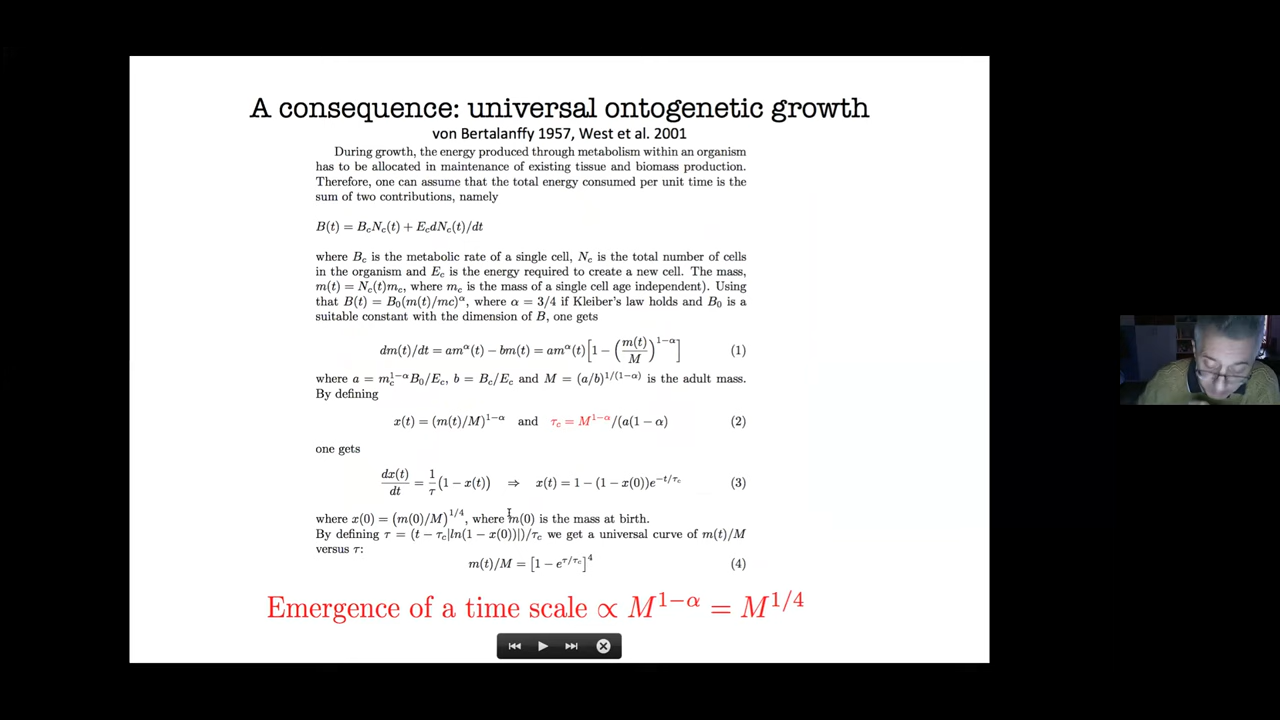 A consequence: universal ontogenetic growth
von Bertalanffy 1957, West et al. 2001
During growth, the energy produced through metabolism within an organism
has to be allocated in maintenance of existing tissue and biomass production.
Therefore, one can assume that the total energy consumed per unit time is the
sum of two contributions, namely
B(t) = B_cN_c(t) + E_cdN_c(t)/dt
where B_c is the metabolic rate of a single cell, N_c is the total number of cells
in the organism and E_c is the energy required to create a new cell. The mass,
m(t) = N_c(t)m_c, where m_c is the mass of a single cell age independent). Using
that B(t) = B_0(m(t)/mc)^α, where α = 3/4 if Kleiber's law holds and B_0 is a
suitable constant with the dimension of B, one gets
dm(t)/dt = am^α(t) − bm(t) = am^α(t)[1 − (m(t)/M)^{1−α}] (1)
where a = m_c^{1−α}B_0/E_c, b = B_c/E_c and M = (a/b)^{1/(1−α)} is the adult mass.
By defining
x(t) = (m(t)/M)^{1−α} and τ_c = M^{1−α}/(a(1 − α) (2)
one gets
dx(t)/dt = 1/τ(1 − x(t)) ⇒ x(t) = 1 − (1 − x(0))e^{−t/τ_c} (3)
where x(0) = (m(0)/M)^{1/4}, where m(0) is the mass at birth.
By defining τ = (t − τ_c|ln(1 − x(0))|)/τ_c we get a universal curve of m(t)/M
versus τ:
m(t)/M = [1 − e^{τ/τ_c}]^4 (4)
Emergence of a time scale ∝ M^{1−α} = M^{1/4}